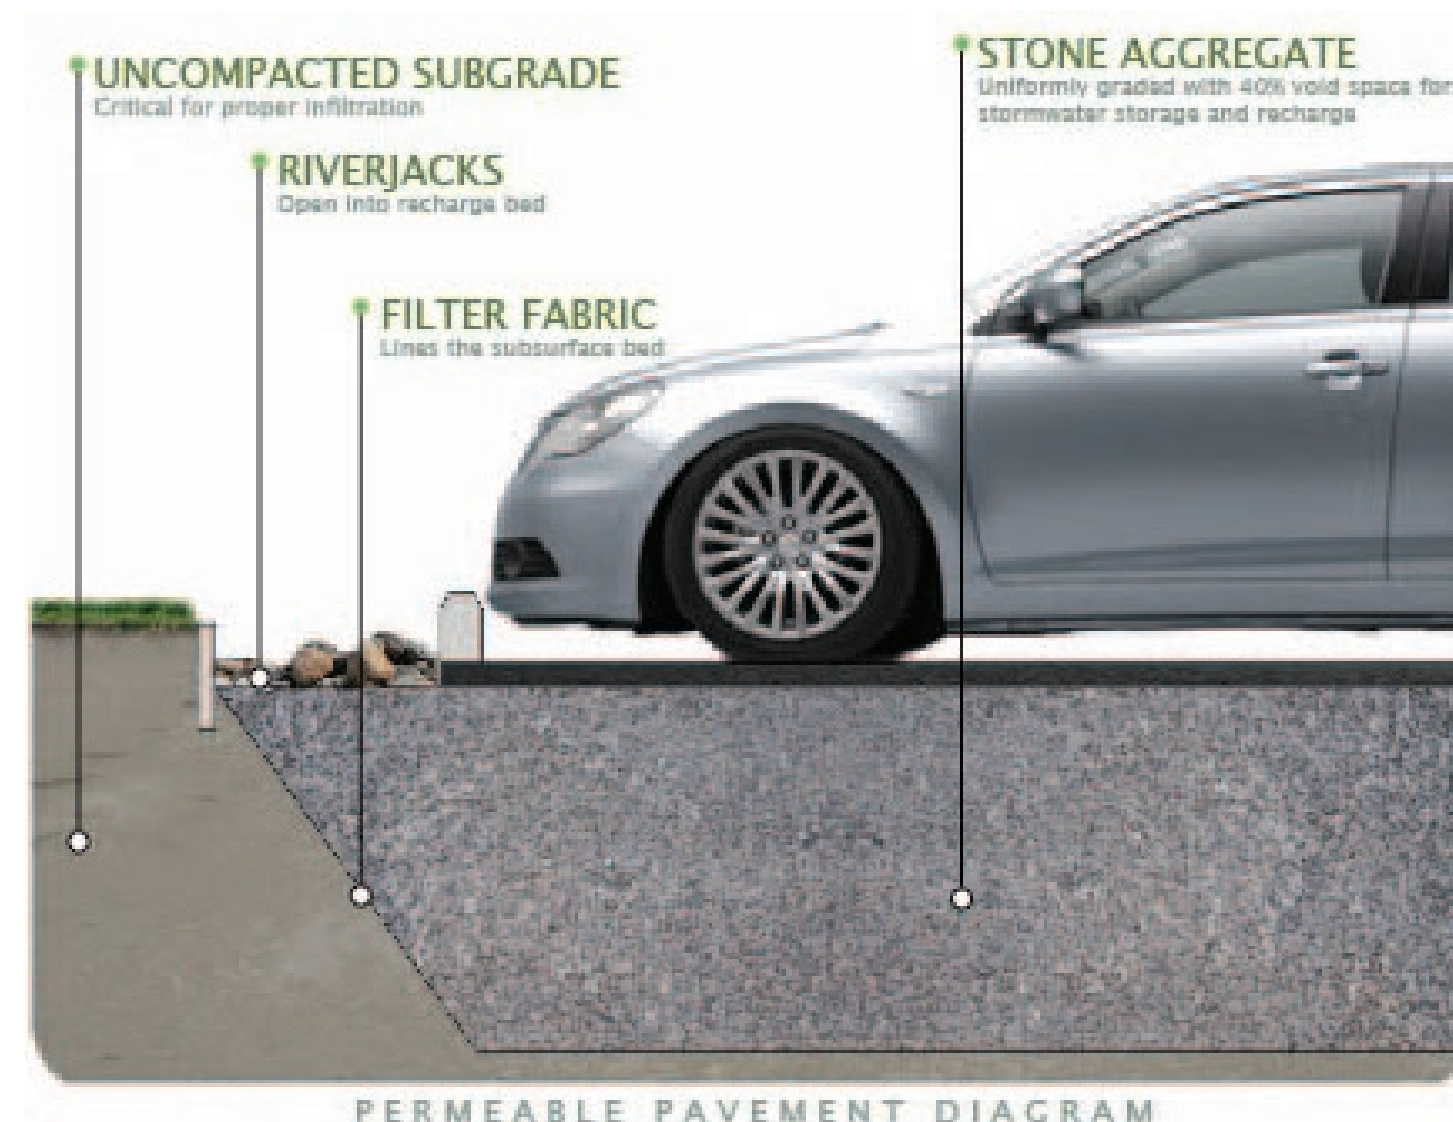 UNCOMPACTED SUBGRADE
Critical for proper infiltration
STONE AGGREGATE
Uniformly graded with 40% void space for
stormwater storage and recharge
RIVERJACKS
Open into recharge bed
FILTER FABRIC
Lines the subsurface bed
PERMEABLE PAVEMENT DIAGRAM